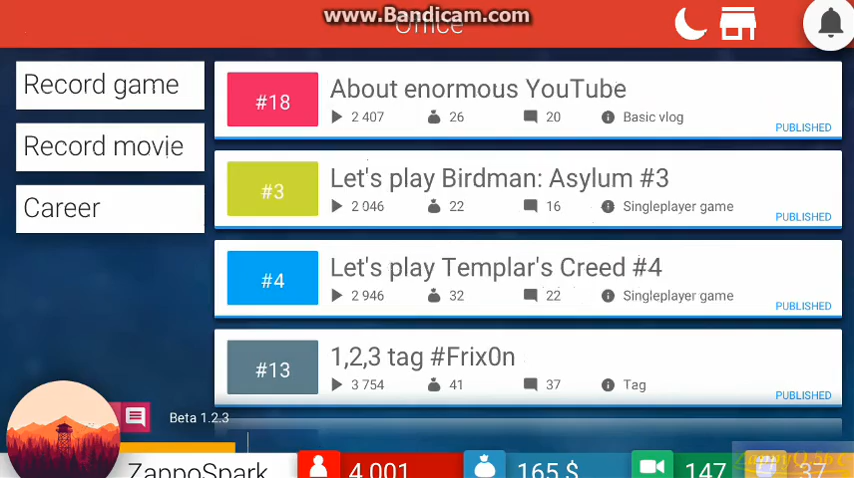 www.Bandicam.com
Office
Record game
Record movie
Career
#18
About enormous YouTube
2 407
26
20
Basic vlog
PUBLISHED
#3
Let's play Birdman: Asylum #3
2 046
22
16
Singleplayer game
PUBLISHED
#4
Let's play Templar's Creed #4
2 946
32
22
Singleplayer game
PUBLISHED
#13
1,2,3 tag #Frix0n
3 754
41
37
Tag
PUBLISHED
Beta 1.2.3
ZappoSpark
4 001
165 $
147
37